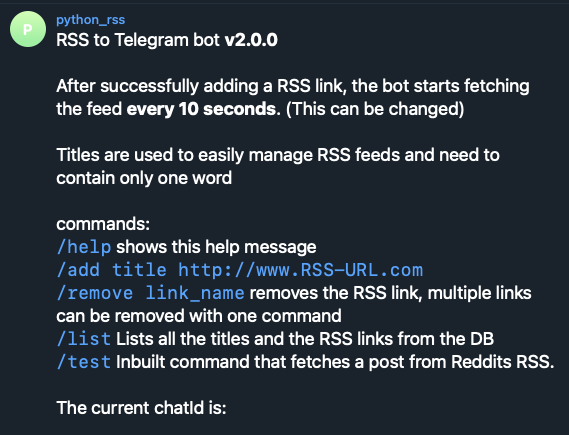 P
python_rss
RSS to Telegram bot v2.0.0
After successfully adding a RSS link, the bot starts fetching
the feed every 10 seconds. (This can be changed)
Titles are used to easily manage RSS feeds and need to
contain only one word
commands:
/help shows this help message
/add title http://www.RSS-URL.com
/remove link_name removes the RSS link, multiple links
can be removed with one command
/list Lists all the titles and the RSS links from the DB
/test Inbuilt command that fetches a post from Reddits RSS.
The current chatId is: